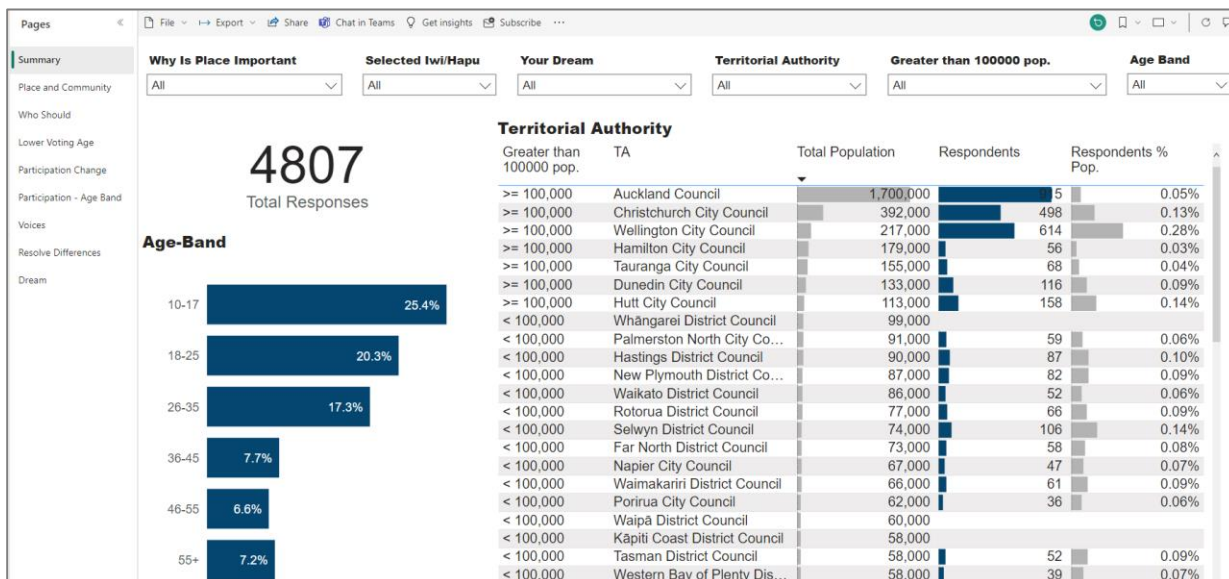 Pages
File Export Share Chat in Teams Get insights Subscribe ...
Summary
Place and Community
Who Should
Lower Voting Age
Participation Change
Participation - Age Band
Voices
Resolve Differences
Dream
Why Is Place Important Selected Iwi/Hapu Your Dream Territorial Authority Greater than 100000 pop. Age Band
All All All All All All
4807
Total Responses
Age-Band
10-17 25.4%
18-25 20.3%
26-35 17.3%
36-45 7.7%
46-55 6.6%
55+ 7.2%
Territorial Authority
Greater than 100000 pop. TA Total Population Respondents Respondents % Pop.
>= 100,000 Auckland Council 1,700,000 5 0.05%
>= 100,000 Christchurch City Council 392,000 498 0.13%
>= 100,000 Wellington City Council 217,000 614 0.28%
>= 100,000 Hamilton City Council 179,000 56 0.03%
>= 100,000 Tauranga City Council 155,000 68 0.04%
>= 100,000 Dunedin City Council 133,000 116 0.09%
>= 100,000 Hutt City Council 113,000 158 0.14%
< 100,000 Whāngarei District Council 99,000
< 100,000 Palmerston North City Co... 91,000 59 0.06%
< 100,000 Hastings District Council 90,000 87 0.10%
< 100,000 New Plymouth District Co... 87,000 82 0.09%
< 100,000 Waikato District Council 86,000 52 0.06%
< 100,000 Rotorua District Council 77,000 66 0.09%
< 100,000 Selwyn District Council 74,000 106 0.14%
< 100,000 Far North District Council 73,000 58 0.08%
< 100,000 Napier City Council 67,000 47 0.07%
< 100,000 Waimakariri District Council 66,000 61 0.09%
< 100,000 Porirua City Council 62,000 36 0.06%
< 100,000 Waipā District Council 60,000
< 100,000 Kāpiti Coast District Council 58,000
< 100,000 Tasman District Council 58,000 52 0.09%
< 100,000 Western Bay of Plenty Dis... 58,000 39 0.07%